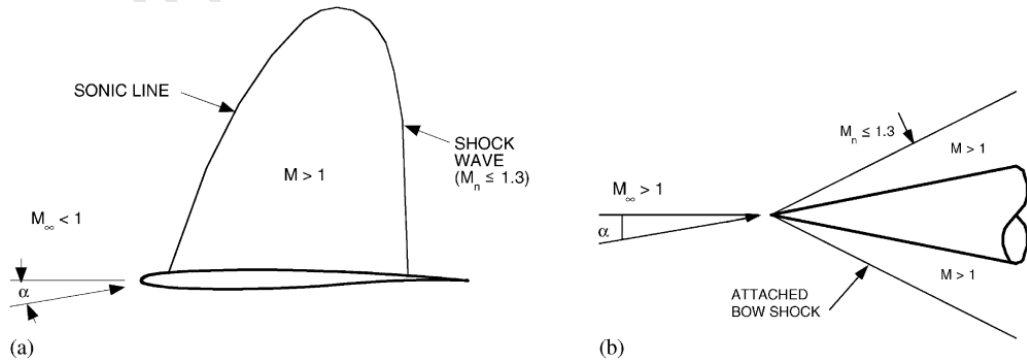 SONIC LINE
SHOCK
WAVE
(Mn ≤ 1.3)
M > 1
M∞ < 1
α
(a)
Mn ≤ 1.3
M > 1
M∞ > 1
α
M > 1
ATTACHED
BOW SHOCK
(b)